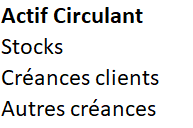 Actif Circulant
Stocks
Créances clients
Autres créances